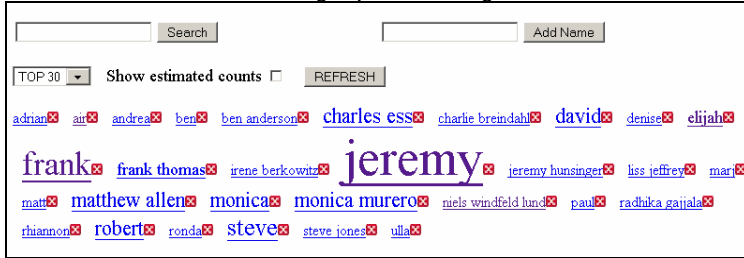 Search Add Name
TOP 30 Show estimated counts REFRESH
adrian air andrea ben ben anderson charles ess charlie breindahl david denise elijah
frank frank thomas irene berkowitz jeremy jeremy hunsinger liss jeffrey marj
matt matthew allen monica monica murero niels windfeld lund paul radhika gajjala
rhiannon robert ronda steve steve jones ulla